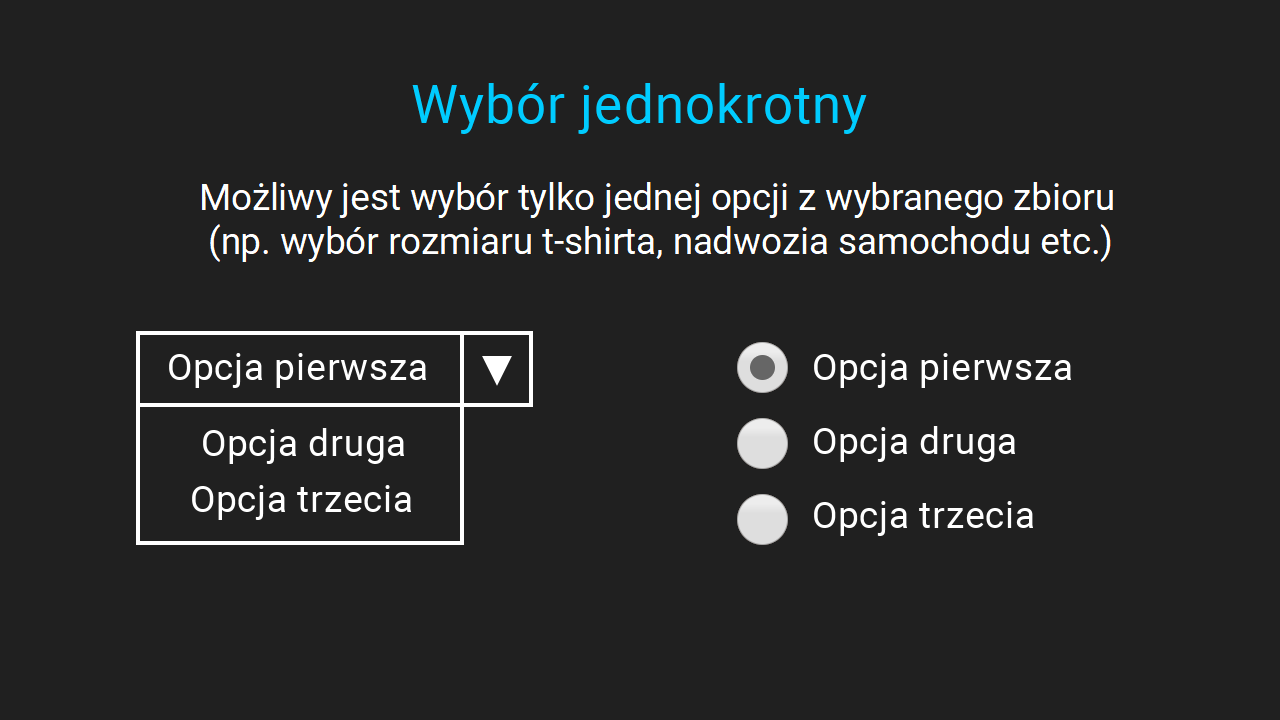 Wybór jednokrotny
Możliwy jest wybór tylko jednej opcji z wybranego zbioru
(np. wybór rozmiaru t-shirta, nadwozia samochodu etc.)
Opcja pierwsza
Opcja druga
Opcja trzecia
Opcja pierwsza
Opcja druga
Opcja trzecia